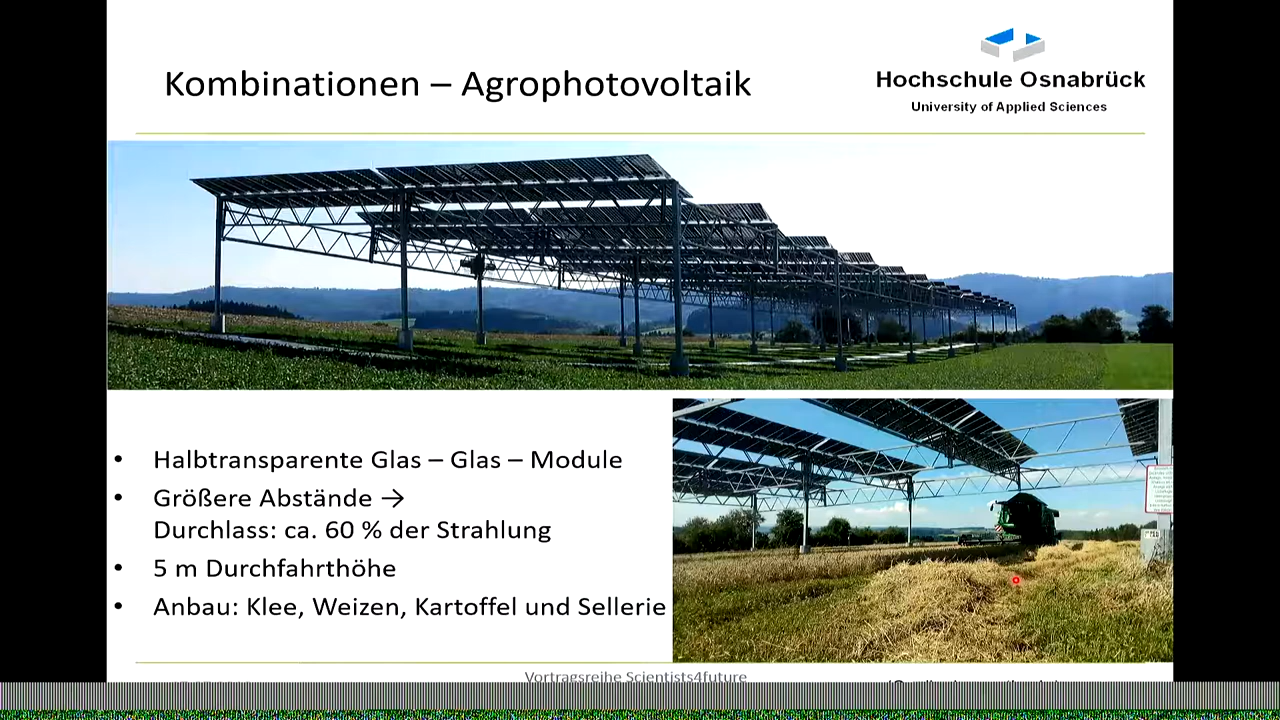 Kombinationen – Agrophotovoltaik
Hochschule Osnabrück
University of Applied Sciences
• Halbtransparente Glas – Glas – Module
• Größere Abstände →
Durchlass: ca. 60 % der Strahlung
• 5 m Durchfahrthöhe
• Anbau: Klee, Weizen, Kartoffel und Sellerie
Vortragsreihe Scientists4future